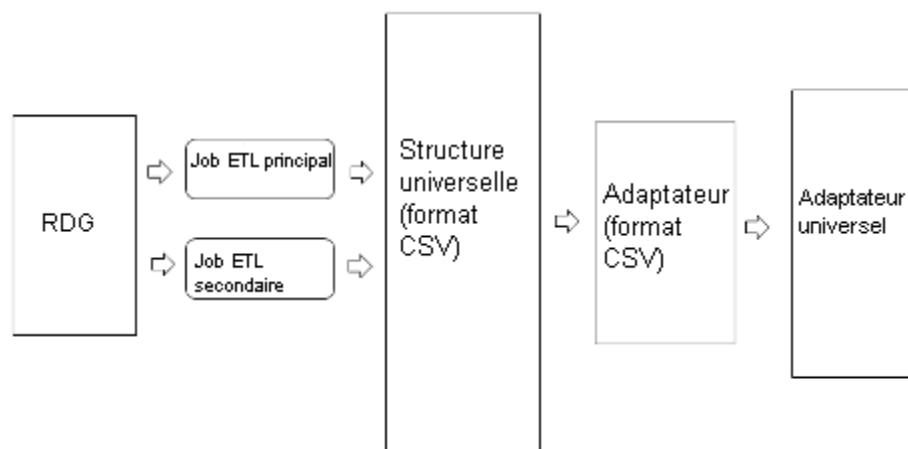 RDG
Job ETL principal
Job ETL
secondaire
Structure
universelle
(format
CSV)
Adaptateur
(format
CSV)
Adaptateur
universel